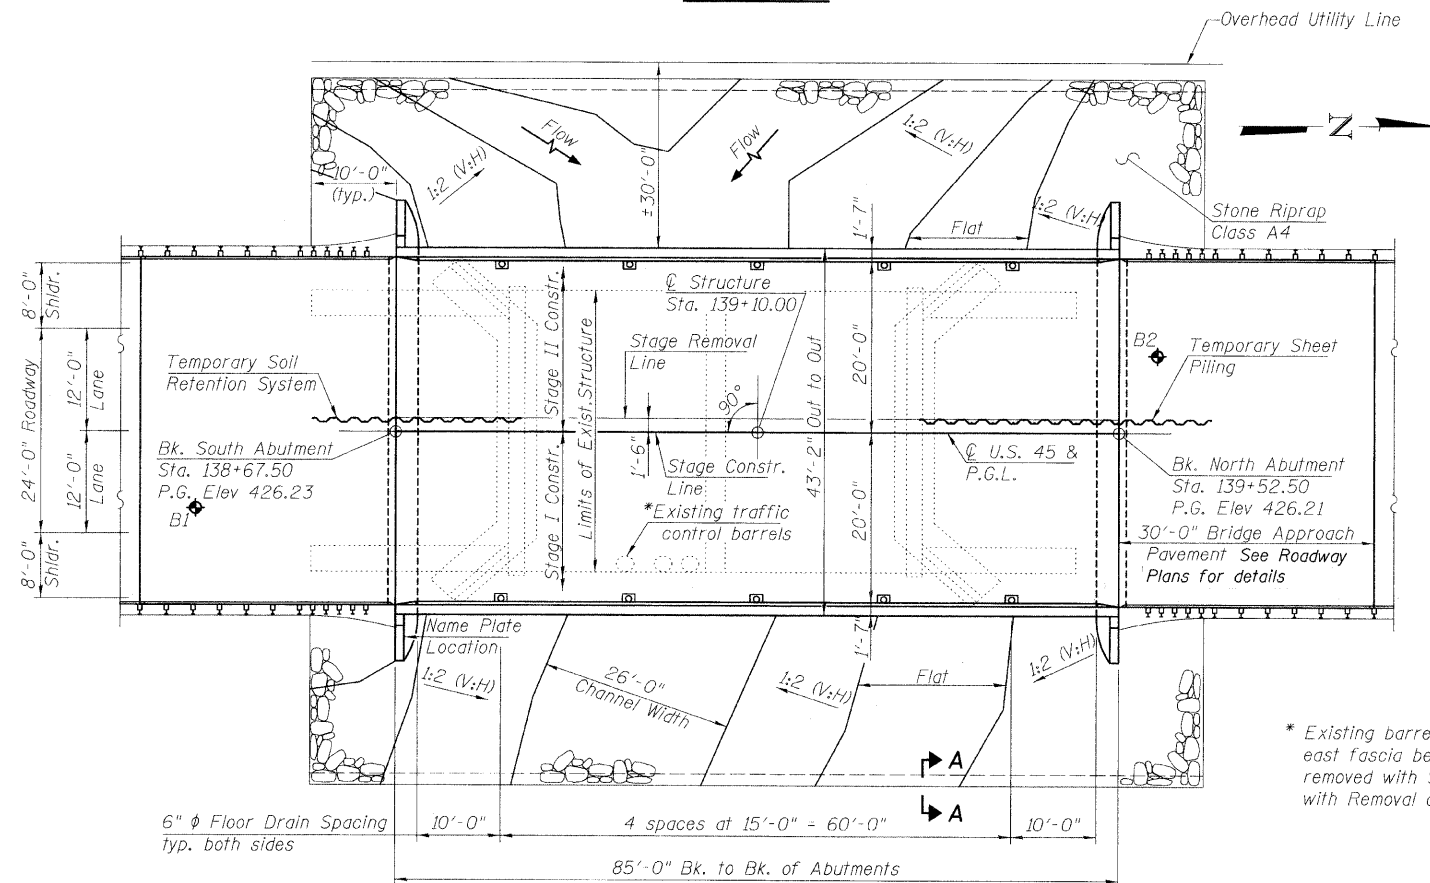 Overhead Utility Line
Flow
Flow
1:2 (V:H)
1:2 (V:H)
1:2 (V:H)
N
10'-0"
(typ.)
±30'-0"
1'-7"
Flat
Stone Riprap
Class A4
8'-0"
Shldr.
24'-0" Roadway
12'-0"
Lane
12'-0"
Lane
8'-0"
Shldr.
Temporary Soil
Retention System
Bk. South Abutment
Sta. 138+67.50
P.G. Elev 426.23
B1
Stage II Constr.
Stage I Constr.
Limits of Exist. Structure
℄ Structure
Sta. 139+10.00
Stage Removal
Line
90°
1'-6"
Stage Constr.
Line
*Existing traffic
control barrels
43'-2" Out to Out
20'-0"
20'-0"
B2
Temporary Sheet
Piling
℄ U.S. 45 &
P.G.L.
Bk. North Abutment
Sta. 139+52.50
P.G. Elev 426.21
30'-0" Bridge Approach
Pavement See Roadway
Plans for details
Name Plate
Location
1:2 (V:H)
26'-0"
Channel Width
1:2 (V:H)
1'-7"
Flat
1:2 (V:H)
A
A
* Existing barre
east fascia be
removed with
with Removal
6" φ Floor Drain Spacing
typ. both sides
10'-0"
4 spaces at 15'-0" = 60'-0"
10'-0"
85'-0" Bk. to Bk. of Abutments